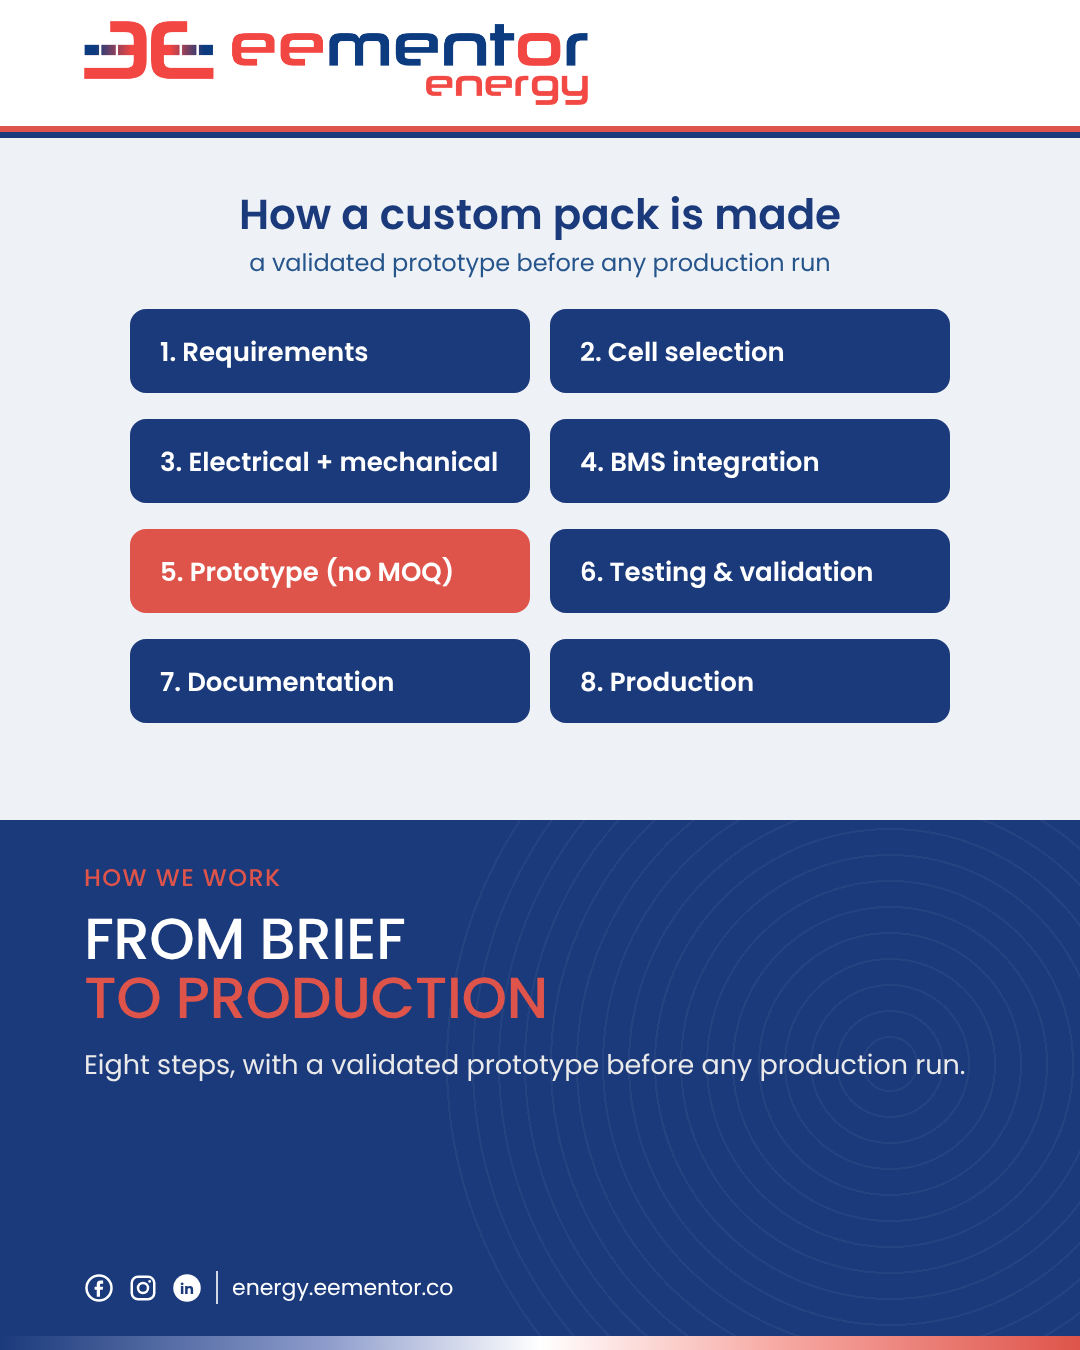 eementor
energy
How a custom pack is made
a validated prototype before any production run
1. Requirements
2. Cell selection
3. Electrical + mechanical
4. BMS integration
5. Prototype (no MOQ)
6. Testing & validation
7. Documentation
8. Production
HOW WE WORK
FROM BRIEF
TO PRODUCTION
Eight steps, with a validated prototype before any production run.
energy.eementor.co